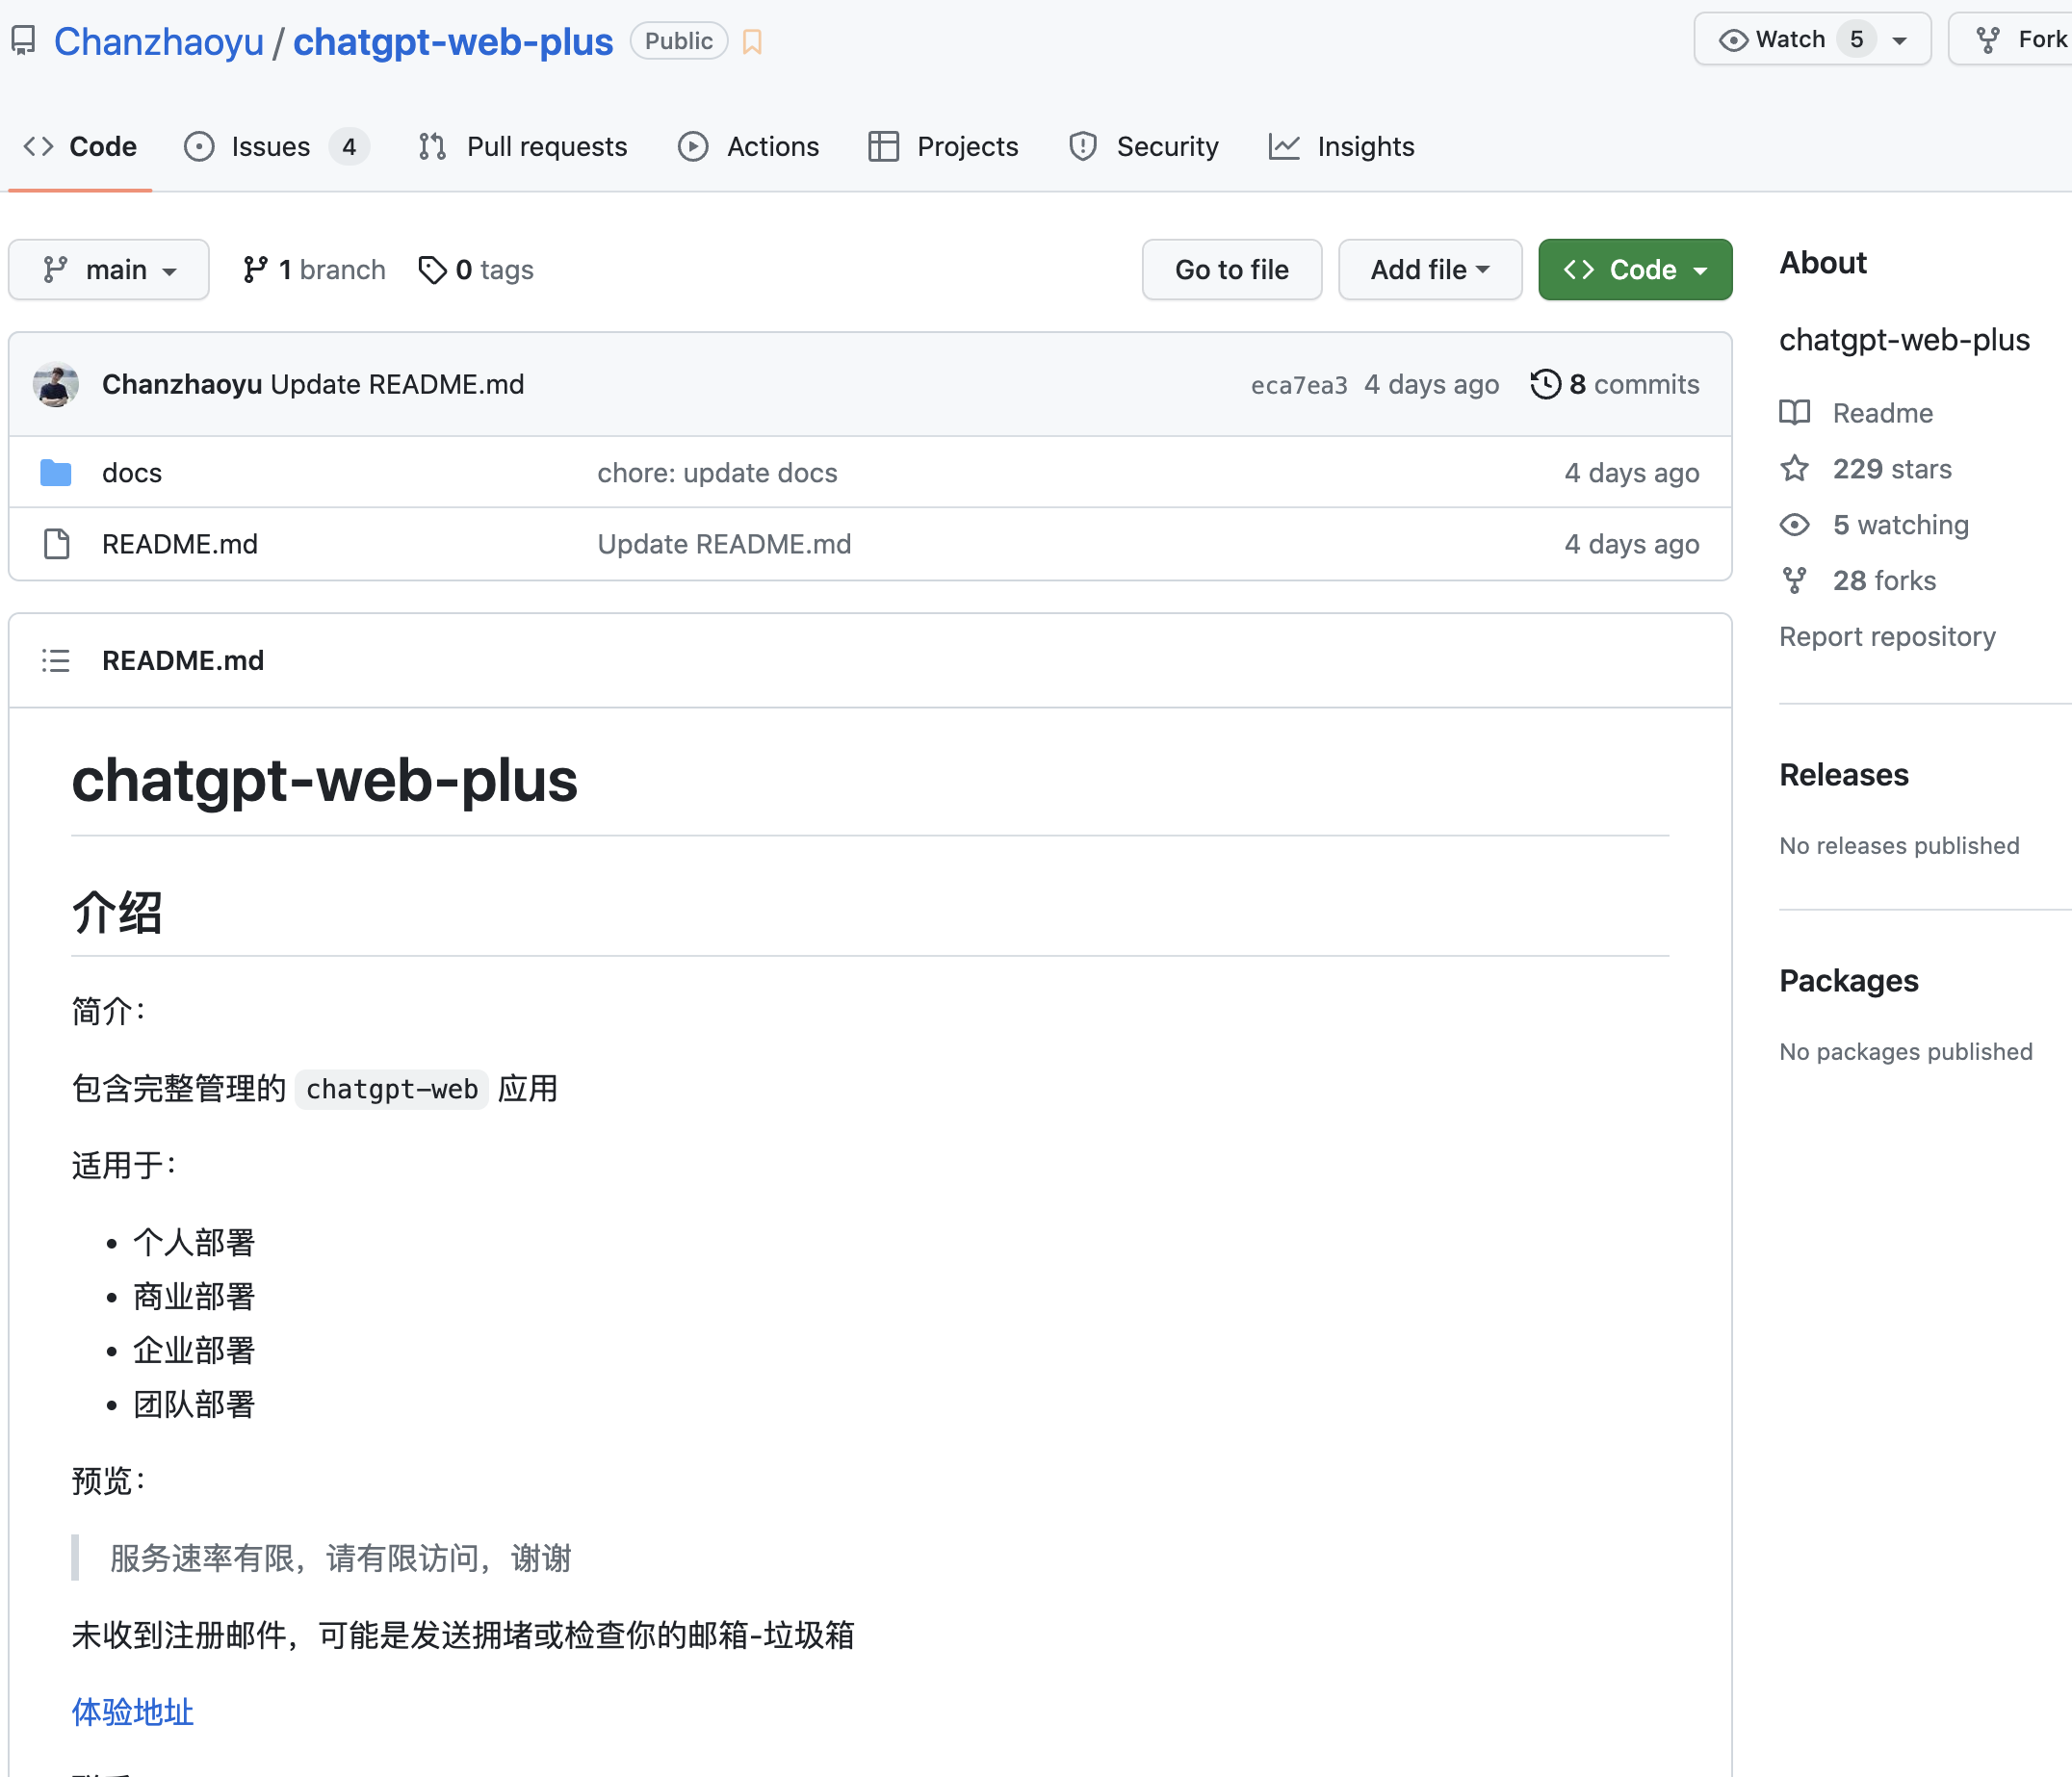 Chanzhaoyu / chatgpt-web-plus Public Watch 5 Fork
Code Issues 4 Pull requests Actions Projects Security Insights
main 1 branch 0 tags Go to file Add file Code
Chanzhaoyu Update README.md eca7ea3 4 days ago 8 commits
docs chore: update docs 4 days ago
README.md Update README.md 4 days ago
README.md
chatgpt-web-plus
介绍
简介：
包含完整管理的 chatgpt-web 应用
适用于：
• 个人部署
• 商业部署
• 企业部署
• 团队部署
预览：
服务速率有限，请有限访问，谢谢
未收到注册邮件，可能是发送拥堵或检查你的邮箱-垃圾箱
体验地址
About
chatgpt-web-plus
Readme
229 stars
5 watching
28 forks
Report repository
Releases
No releases published
Packages
No packages published